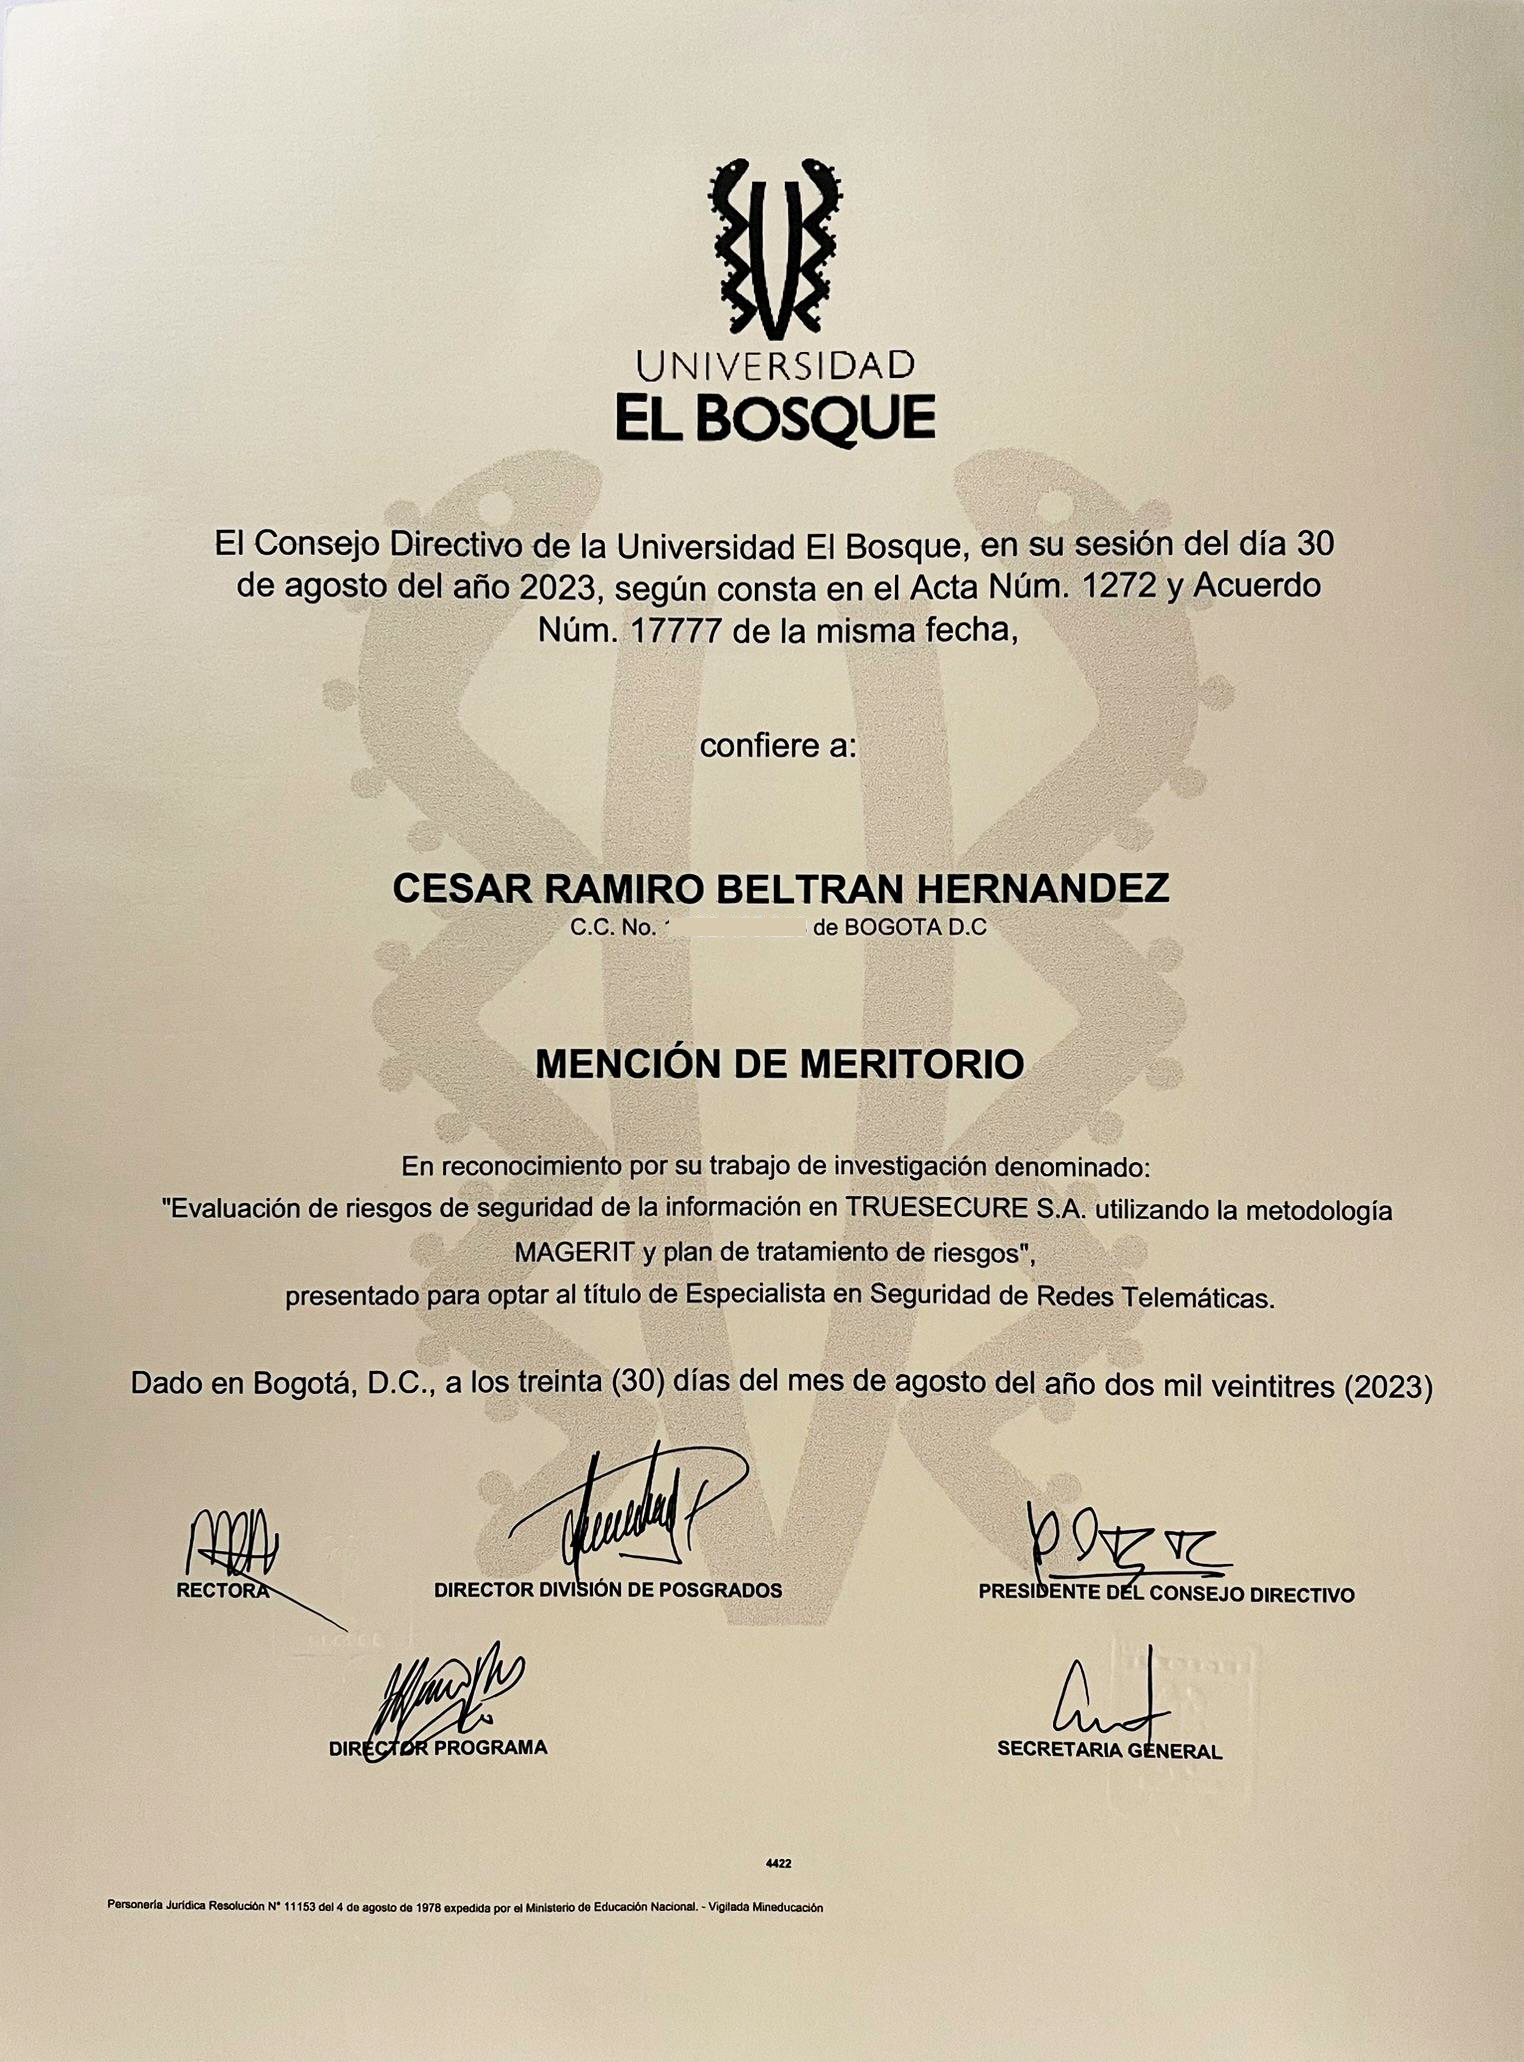 UNIVERSIDAD
EL BOSQUE
El Consejo Directivo de la Universidad El Bosque, en su sesión del día 30
de agosto del año 2023, según consta en el Acta Núm. 1272 y Acuerdo
Núm. 17777 de la misma fecha,
confiere a:
CESAR RAMIRO BELTRAN HERNANDEZ
C.C. No. de BOGOTA D.C
MENCIÓN DE MERITORIO
En reconocimiento por su trabajo de investigación denominado:
"Evaluación de riesgos de seguridad de la información en TRUESECURE S.A. utilizando la metodología
MAGERIT y plan de tratamiento de riesgos",
presentado para optar al título de Especialista en Seguridad de Redes Telemáticas.
Dado en Bogotá, D.C., a los treinta (30) días del mes de agosto del año dos mil veintitres (2023)
RECTORA
DIRECTOR DIVISIÓN DE POSGRADOS
PRESIDENTE DEL CONSEJO DIRECTIVO
DIRECTOR PROGRAMA
SECRETARIA GENERAL
4422
Personería Jurídica Resolución N° 11153 del 4 de agosto de 1978 expedida por el Ministerio de Educación Nacional. - Vigilada Mineducación